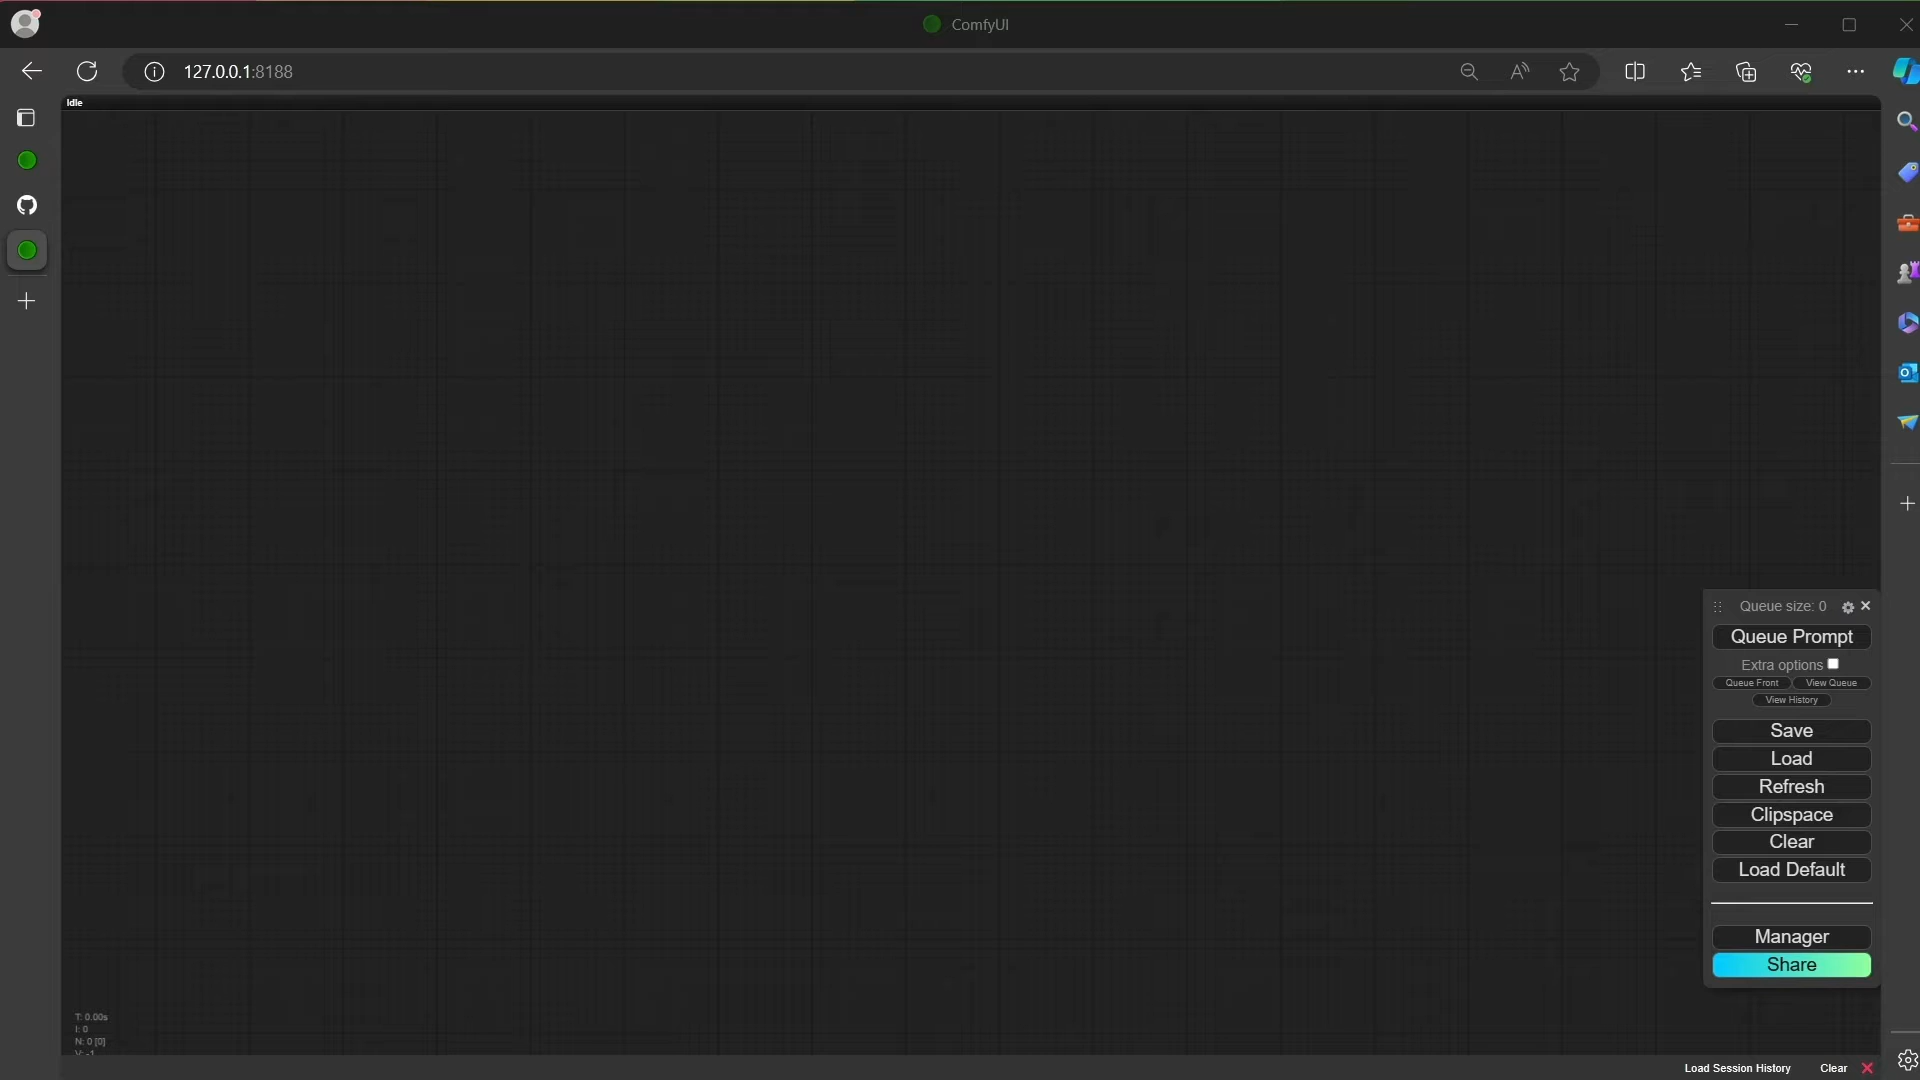 ComfyUI
127.0.0.1:8188
Idle
Queue size: 0
Queue Prompt
Extra options
Queue Front View Queue
View History
Save
Load
Refresh
Clipspace
Clear
Load Default
Manager
Share
T: 0.00s
I: 0
N: 0 [0]
V: -1
Load Session History Clear